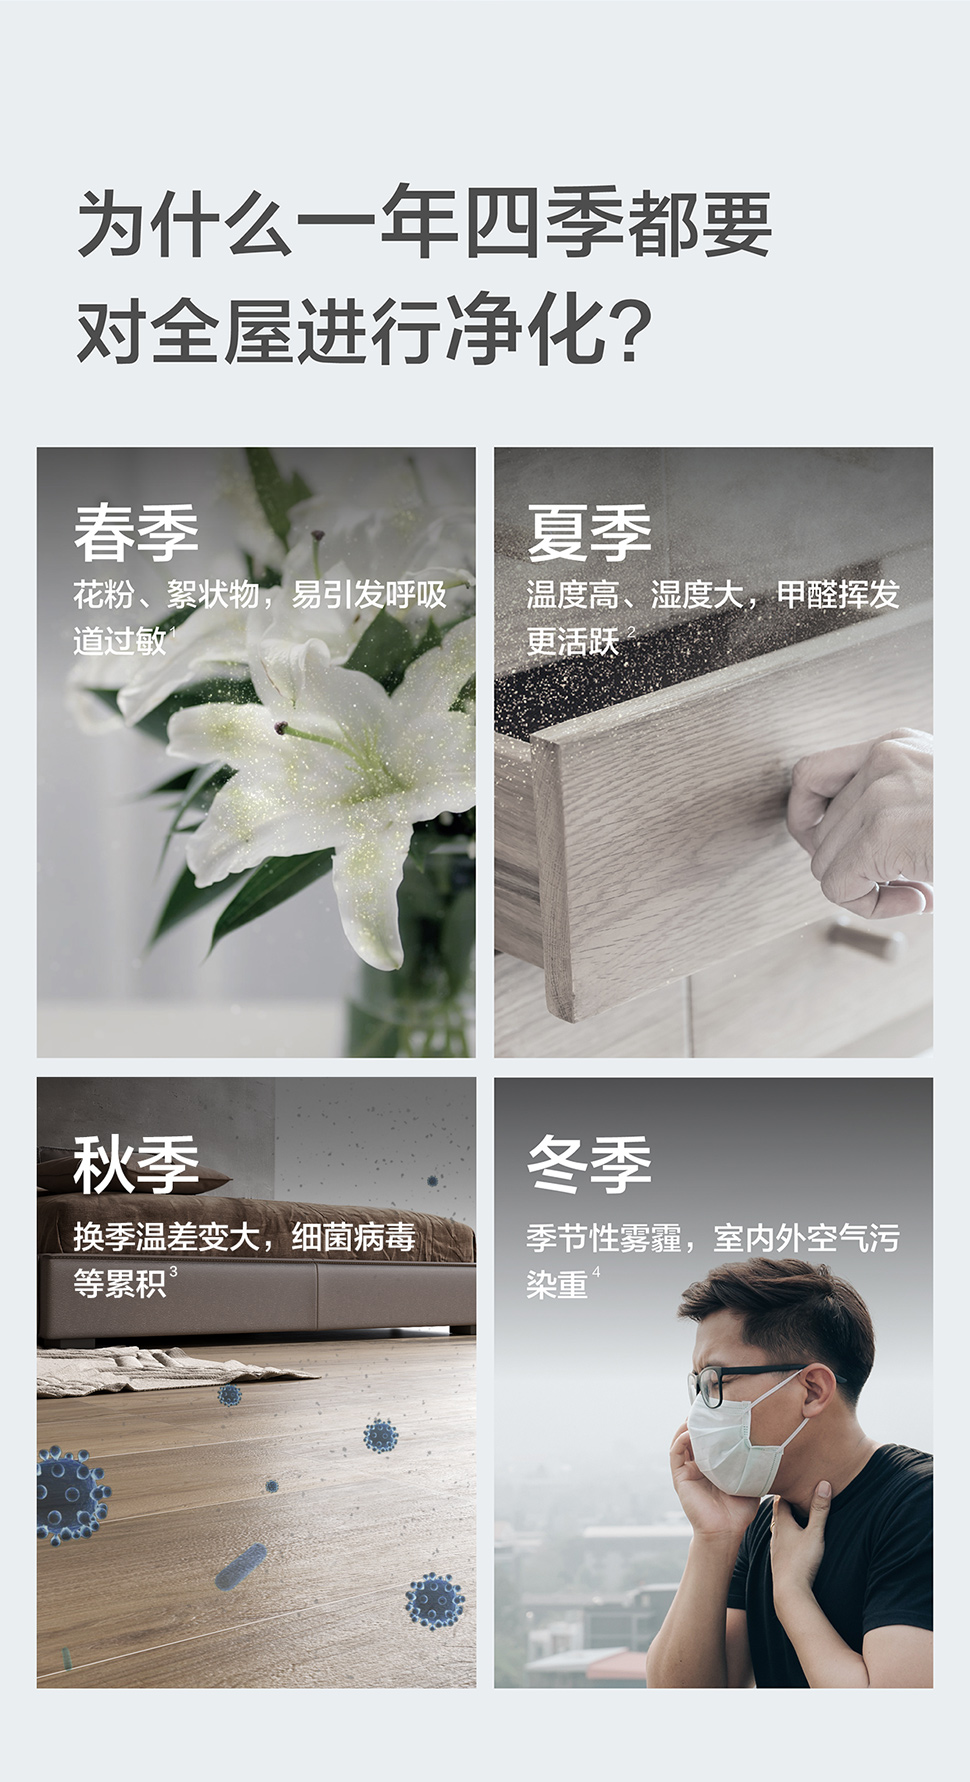 为什么一年四季都要
对全屋进行净化?
春季
花粉、絮状物，易引发呼吸
道过敏1
夏季
温度高、湿度大，甲醛挥发
更活跃2
秋季
换季温差变大，细菌病毒
等累积3
冬季
季节性雾霾，室内外空气污
染重4